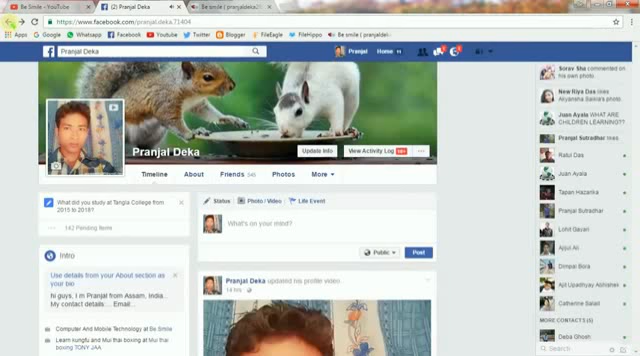 Be Smile - YouTube
(2) Pranjal Deka
Be smile ( pranjaldeka2
https://www.facebook.com/pranjal.deka.71404
Apps
Google
Whatsapp
Facebook
YouTube
Twitter
Blogger
FileEagle
FileHippo
Google
Be smile ( pranjaldek
Pranjal Deka
Pranjal
Home
Pranjal Deka
Update Info
View Activity Log
Timeline
About
Friends 345
Photos
More
What did you study at Tangla College from
2015 to 2018?
142 Pending Items
Intro
Use details from your About section as
your bio
hi guys, I m Pranjal from Assam, India...
My contact details:... Email...
Computer And Mobile Technology at Be Smile
Learn kungfu and Mui thai boxing at Mui thai
boxing TONY JAA
Status
Photo / Video
Life Event
What's on your mind?
Public
Post
Pranjal Deka updated his profile video.
14 hrs
Sorav Sha commented on
his own photo.
New Riya Das likes
Juan Ayala WHAT ARE
CHILDREN LEARNING??
Pranjal Sutradhar likes
Ratul Das
Juan Ayala
Tapan Hazarika
Pranjal Sutradhar
Lohit Gavari
Ajijul Ali
Dimpal Bora
Ajit Upadhyay Abhishek
Catherine Salail
MORE CONTACTS (5)
Deba Ghosh
Search